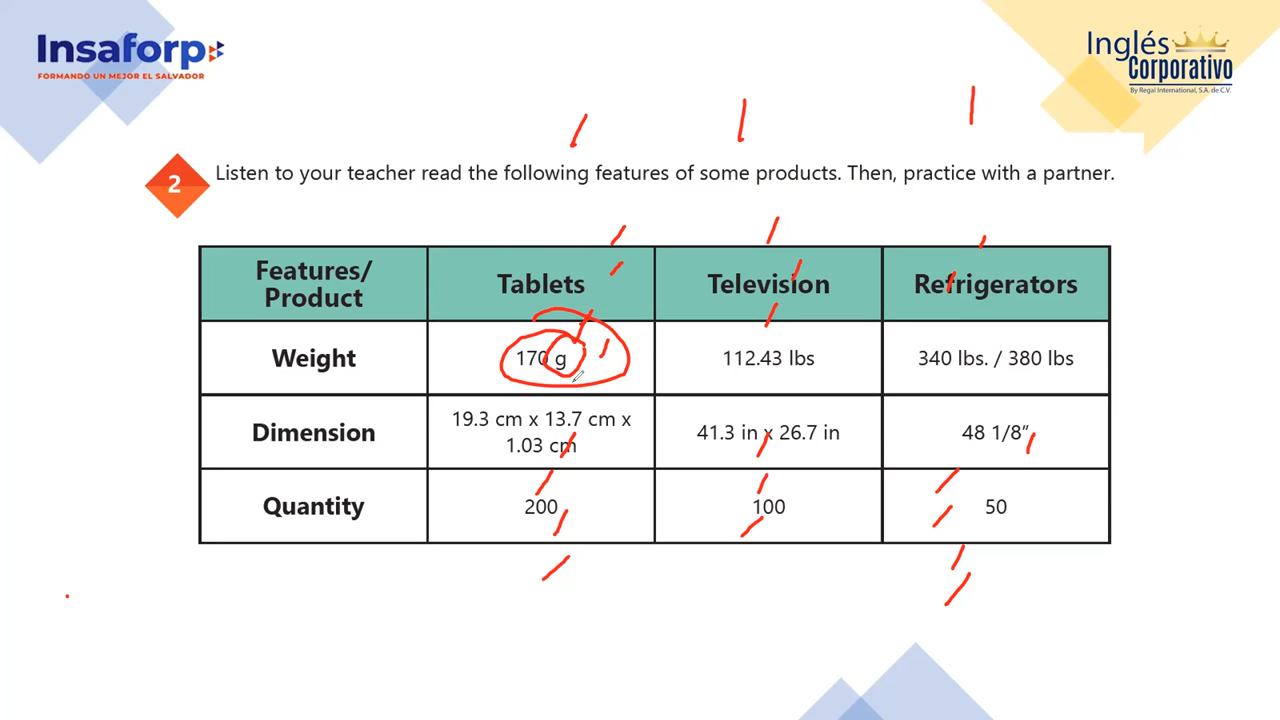 Insaforp
FORMANDO UN MEJOR EL SALVADOR
Inglés
Corporativo
By Regal International, S.A. de C.V.
2
Listen to your teacher read the following features of some products. Then, practice with a partner.
Features/
Product
Tablets
Television
Refrigerators
Weight
170 g
112.43 lbs
340 lbs. / 380 lbs
Dimension
19.3 cm x 13.7 cm x
1.03 cm
41.3 in x 26.7 in
48 1/8”
Quantity
200
100
50